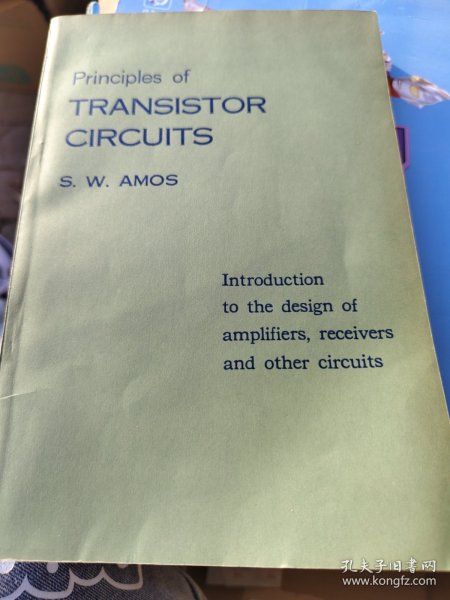 Principles of
TRANSISTOR
CIRCUITS
S. W. AMOS
Introduction
to the design of
amplifiers, receivers
and other circuits
孔夫子旧书网
www.kongfz.com